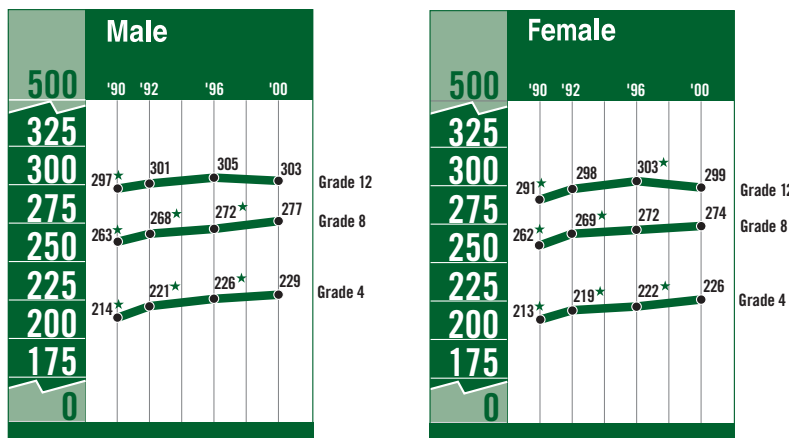 Male
500
'90 '92 '96 '00
325
300
275
250
225
200
175
0
297★ 301 305 303
Grade 12
263★ 268★ 272★ 277
Grade 8
214★ 221★ 226★ 229
Grade 4
Female
500
'90 '92 '96 '00
325
300
275
250
225
200
175
0
291★ 298 303★ 299
Grade 12
262★ 269★ 272 274
Grade 8
213★ 219★ 222★ 226
Grade 4